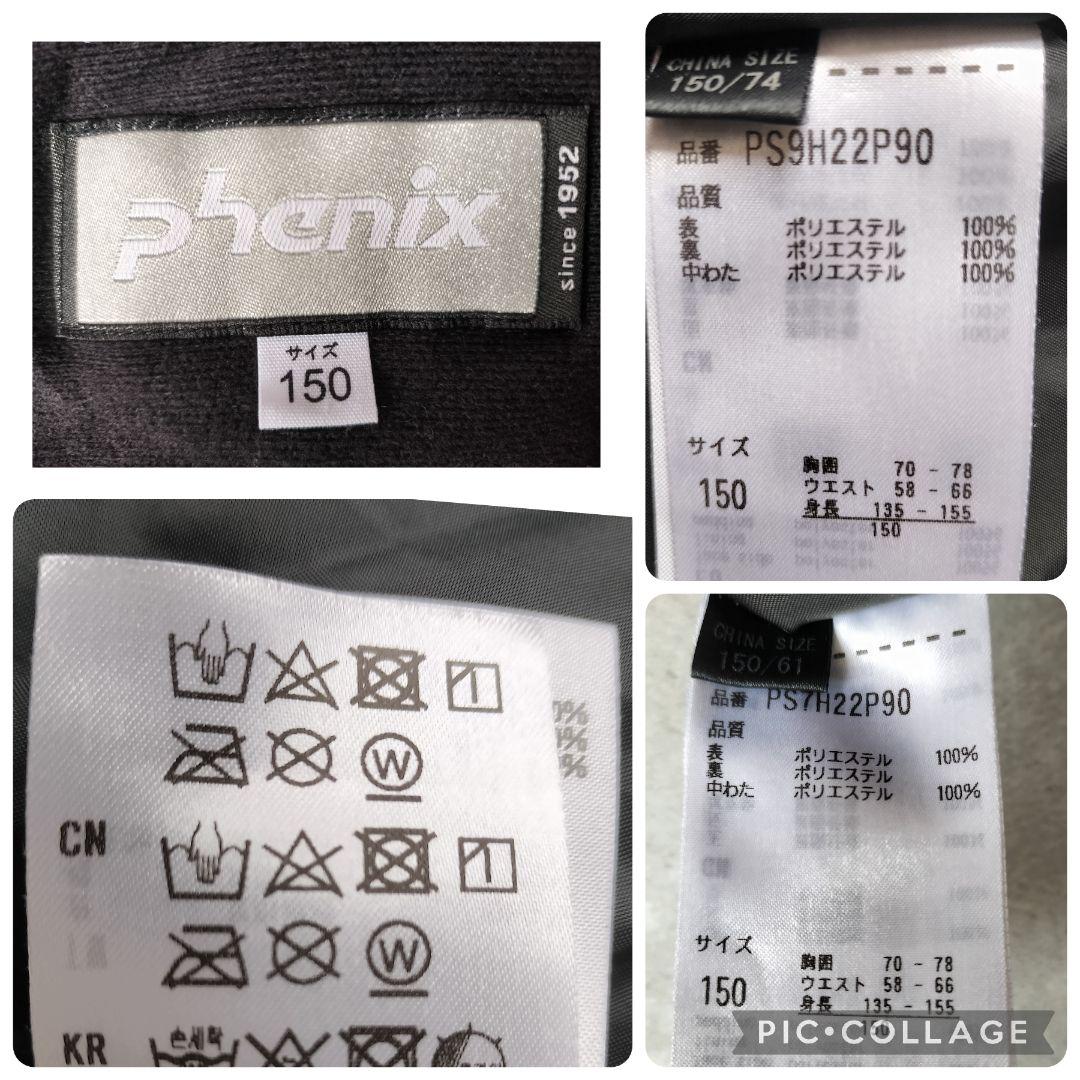 phenix
since 1952
サイズ
150
CHINA SIZE
150/74
品番 PS9H22P90
品質
表 ポリエステル 100%
裏 ポリエステル 100%
中わた ポリエステル 100%
CN
サイズ
150
胸囲 70 - 78
ウエスト 58 - 66
身長 135 - 155
150
W
CN
W
KR
손세탁
CHINA SIZE
150/61
品番 PS7H22P90
品質
表 ポリエステル 100%
裏 ポリエステル
中わた ポリエステル 100%
CN
サイズ
150
胸囲 70 - 78
ウエスト 58 - 66
身長 135 - 155
PIC•COLLAGE